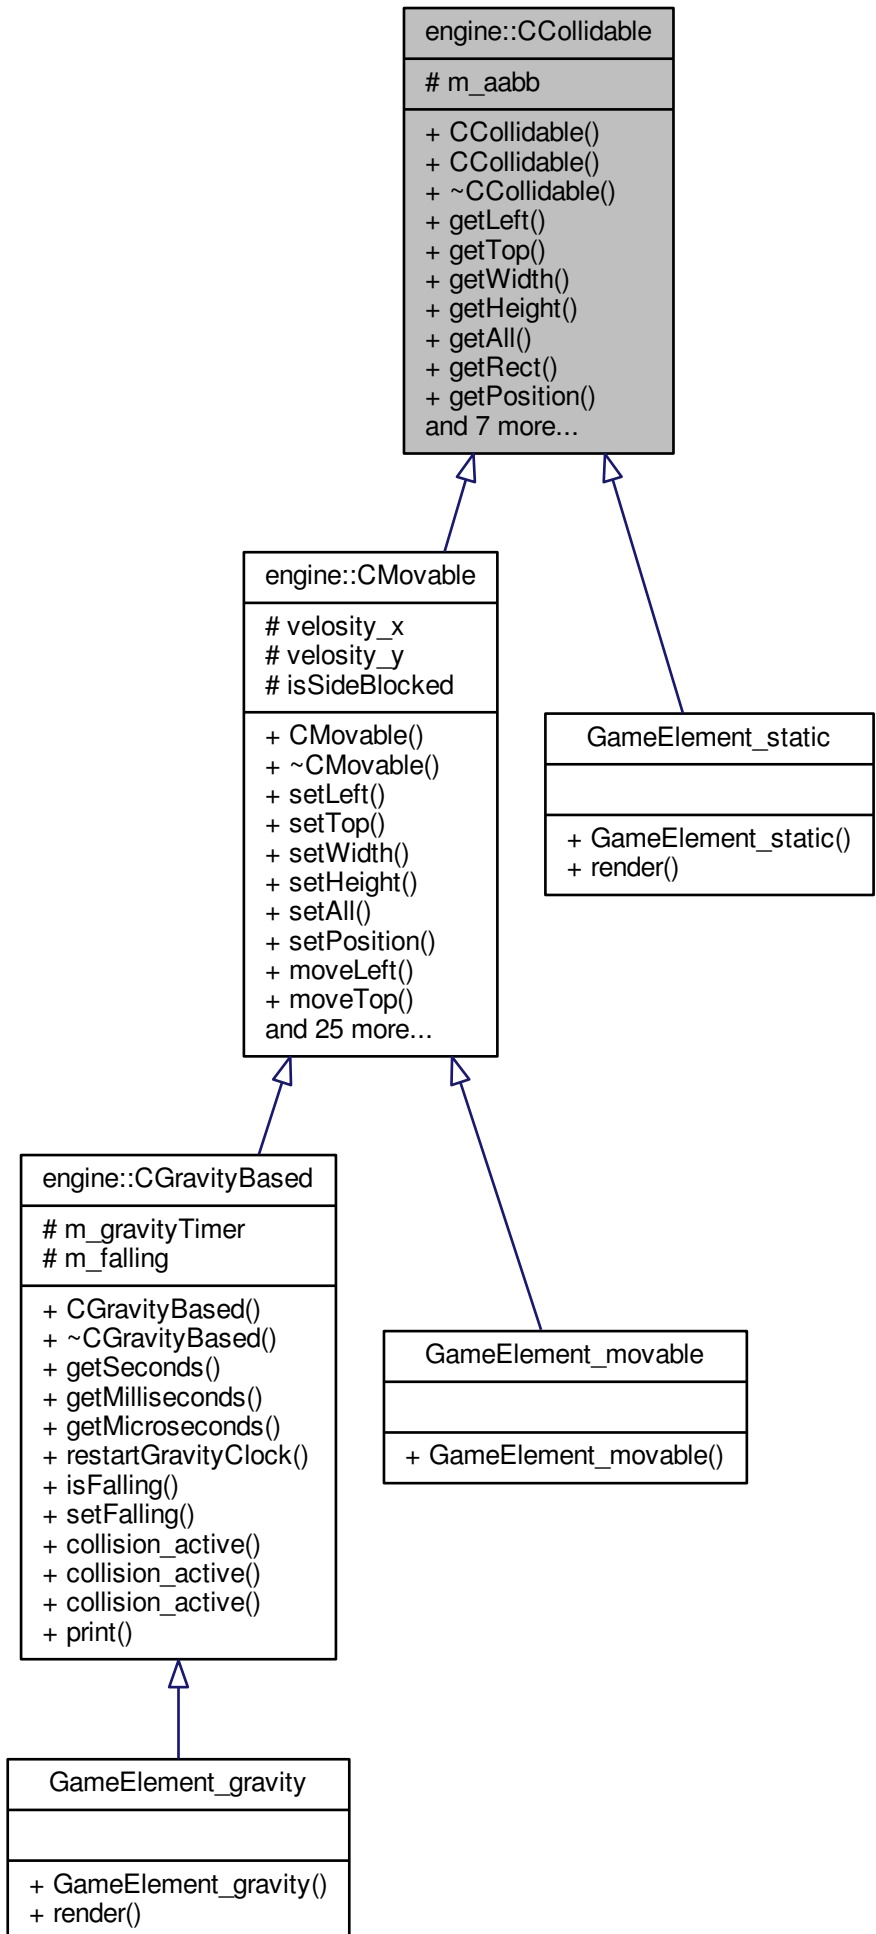 engine::CCollidable
# m_aabb
+ CCollidable()
+ CCollidable()
+ ~CCollidable()
+ getLeft()
+ getTop()
+ getWidth()
+ getHeight()
+ getAll()
+ getRect()
+ getPosition()
and 7 more...
engine::CMovable
# velosity_x
# velosity_y
# isSideBlocked
+ CMovable()
+ ~CMovable()
+ setLeft()
+ setTop()
+ setWidth()
+ setHeight()
+ setAll()
+ setPosition()
+ moveLeft()
+ moveTop()
and 25 more...
GameElement_static
+ GameElement_static()
+ render()
engine::CGravityBased
# m_gravityTimer
# m_falling
+ CGravityBased()
+ ~CGravityBased()
+ getSeconds()
+ getMilliseconds()
+ getMicroseconds()
+ restartGravityClock()
+ isFalling()
+ setFalling()
+ collision_active()
+ collision_active()
+ collision_active()
+ print()
GameElement_movable
+ GameElement_movable()
GameElement_gravity
+ GameElement_gravity()
+ render()